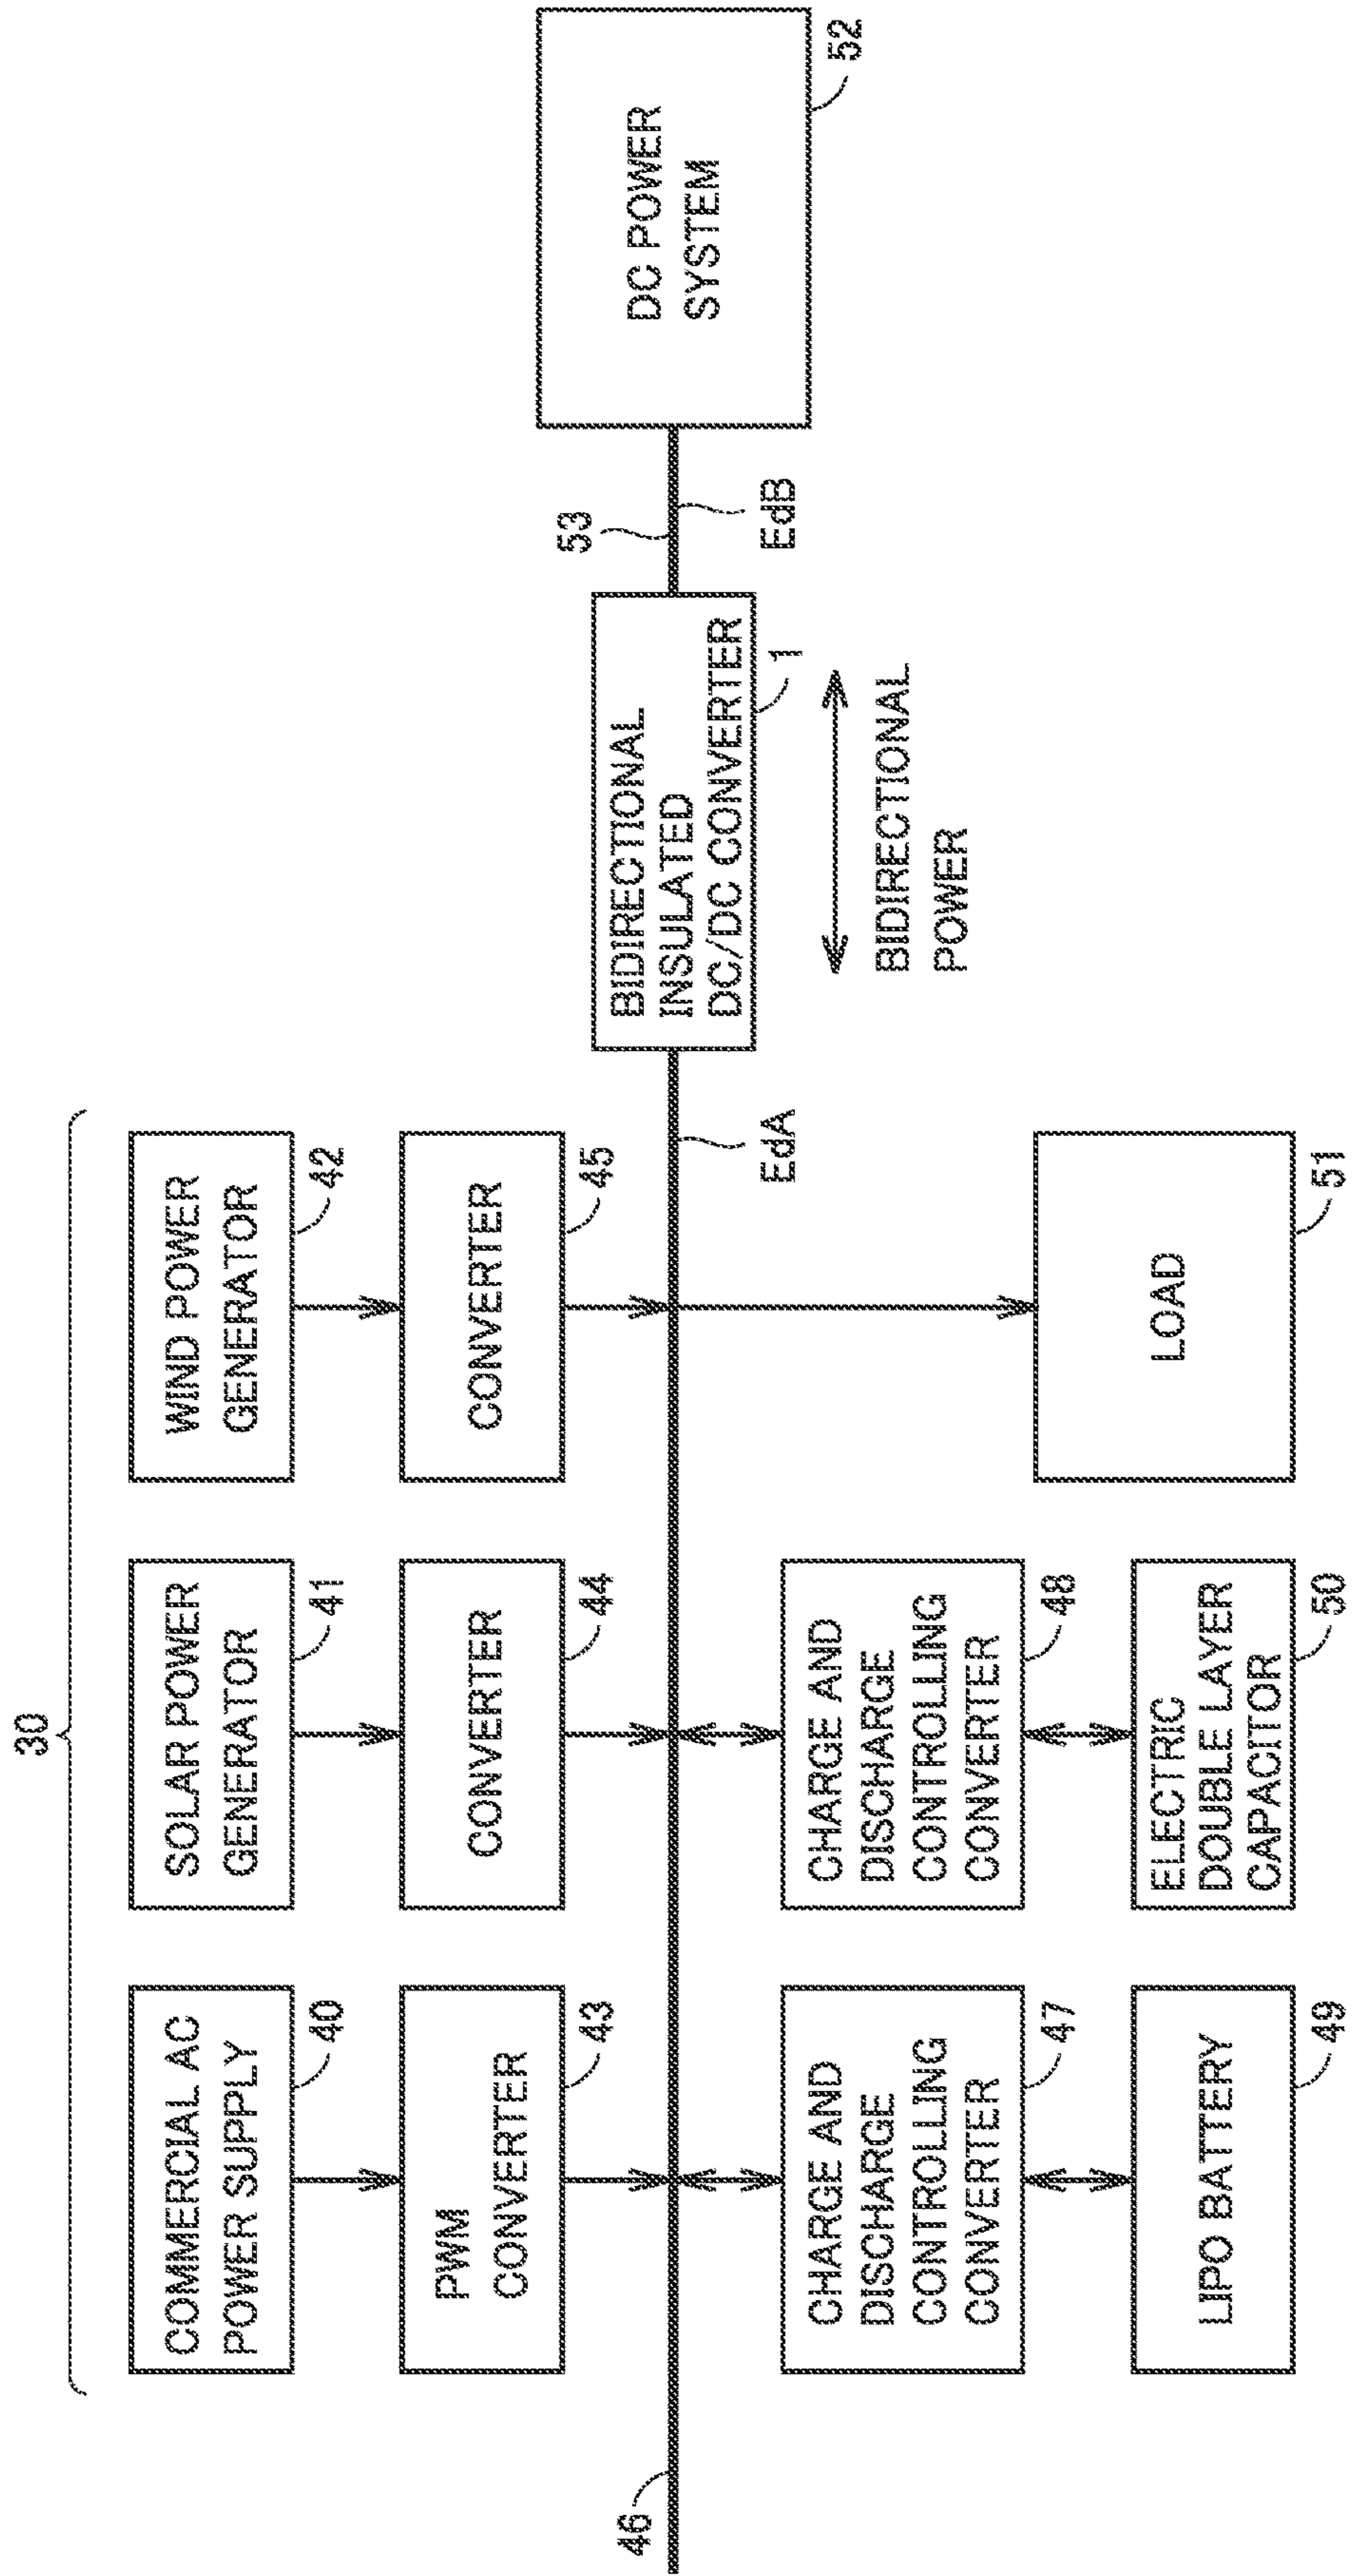 30
COMMERCIAL AC
POWER SUPPLY
40
SOLAR POWER
GENERATOR
41
WIND POWER
GENERATOR
42
PWM
CONVERTER
43
CONVERTER
44
CONVERTER
45
46
EdA
BIDIRECTIONAL
INSULATED
DC/DC CONVERTER
1
BIDIRECTIONAL
POWER
53
EdB
DC POWER
SYSTEM
52
CHARGE AND
DISCHARGE
CONTROLLING
CONVERTER
47
CHARGE AND
DISCHARGE
CONTROLLING
CONVERTER
48
LIPO BATTERY
49
ELECTRIC
DOUBLE LAYER
CAPACITOR
50
LOAD
51